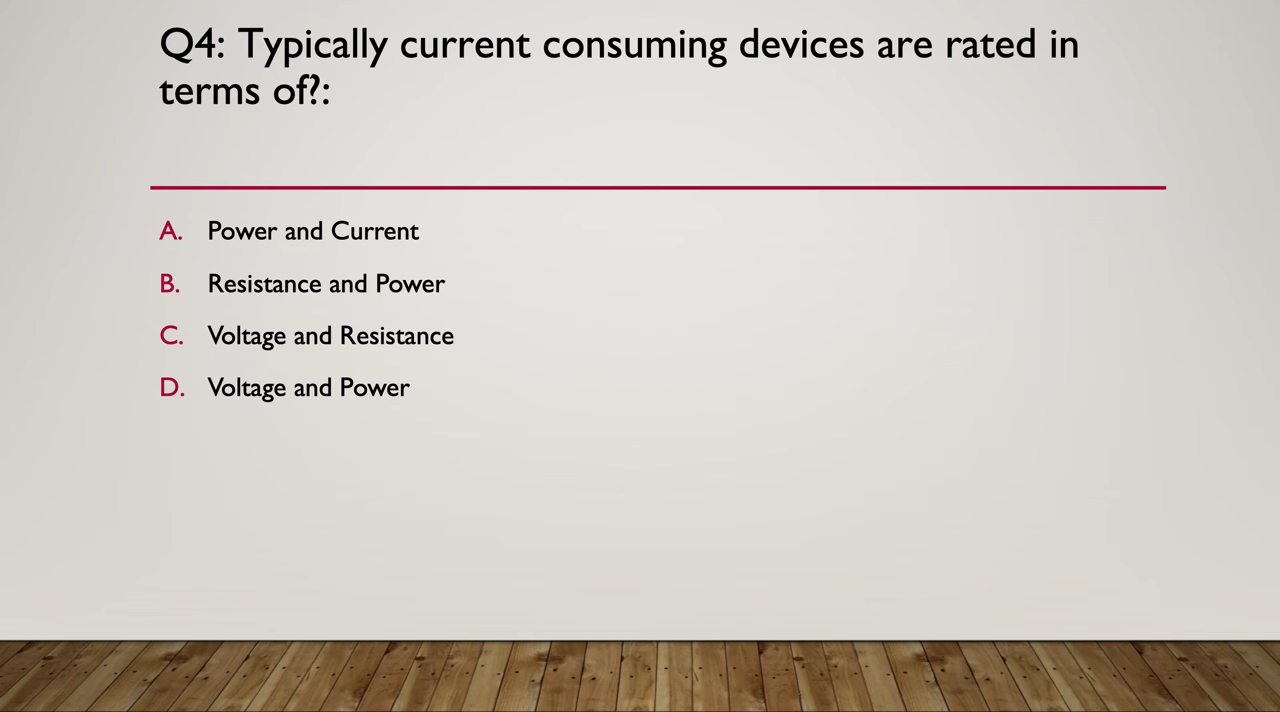 Q4: Typically current consuming devices are rated in
terms of?:
A. Power and Current
B. Resistance and Power
C. Voltage and Resistance
D. Voltage and Power